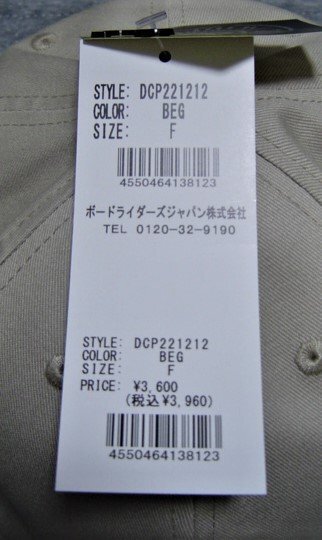 STYLE: DCP221212
COLOR: BEG
SIZE: F
4550464138123
ボードライダーズジャパン株式会社
TEL 0120-32-9190
STYLE: DCP221212
COLOR: BEG
SIZE: F
PRICE: ¥3,600
(税込¥3,960)
4550464138123